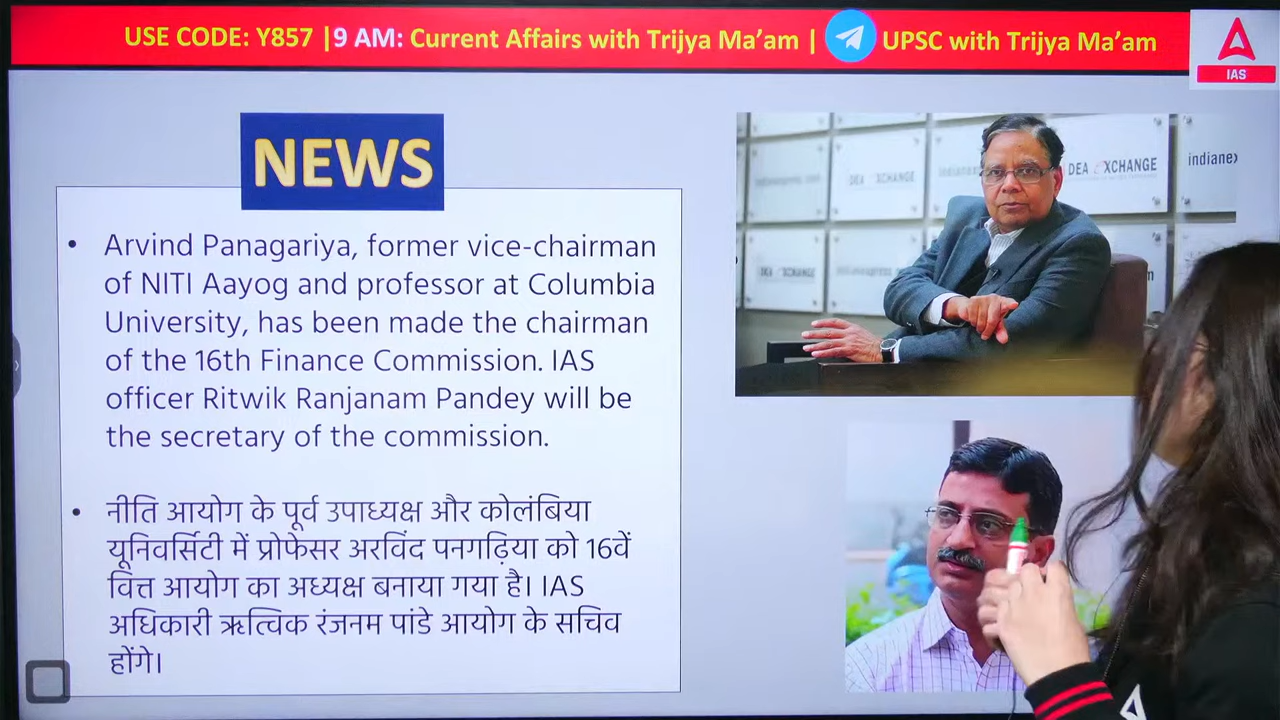 USE CODE: Y857 |9 AM: Current Affairs with Trijya Ma’am | UPSC with Trijya Ma’am
IAS
NEWS
• Arvind Panagariya, former vice-chairman
of NITI Aayog and professor at Columbia
University, has been made the chairman
of the 16th Finance Commission. IAS
officer Ritwik Ranjanam Pandey will be
the secretary of the commission.
• नीति आयोग के पूर्व उपाध्यक्ष और कोलंबिया
यूनिवर्सिटी में प्रोफेसर अरविंद पनगढ़िया को 16वें
वित्त आयोग का अध्यक्ष बनाया गया है। IAS
अधिकारी ऋत्विक रंजनम पांडे आयोग के सचिव
होंगे।
DEA EXCHANGE
indianex
DEA EXCHANGE